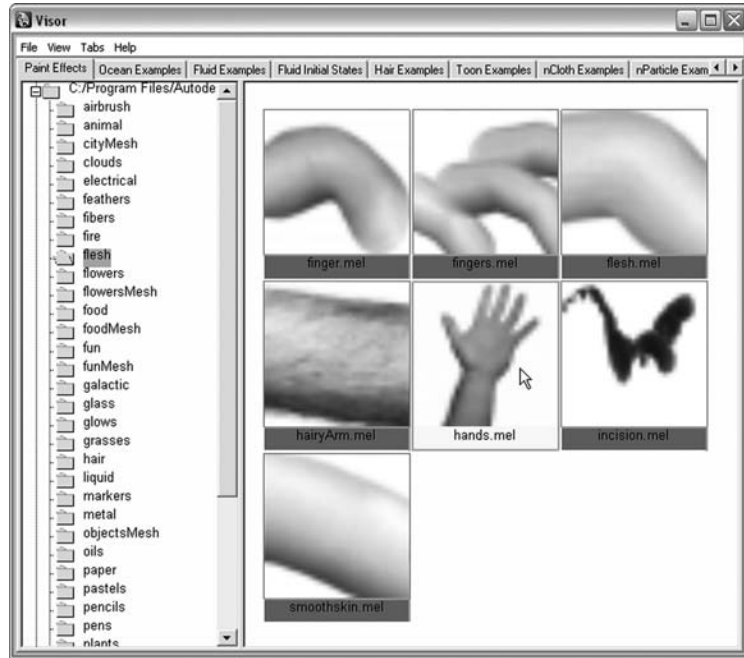 Visor
File View Tabs Help
Paint Effects Ocean Examples Fluid Examples Fluid Initial States Hair Examples Toon Examples nCloth Examples nParticle Exam
C:/Program Files/Autode
airbrush
animal
cityMesh
clouds
electrical
feathers
fibers
fire
flesh
flowers
flowersMesh
food
foodMesh
fun
funMesh
galactic
glass
glows
grasses
hair
liquid
markers
metal
objectsMesh
oils
paper
pastels
pencils
pens
plants
finger.mel fingers.mel flesh.mel
hairyArm.mel hands.mel incision.mel
smoothskin.mel